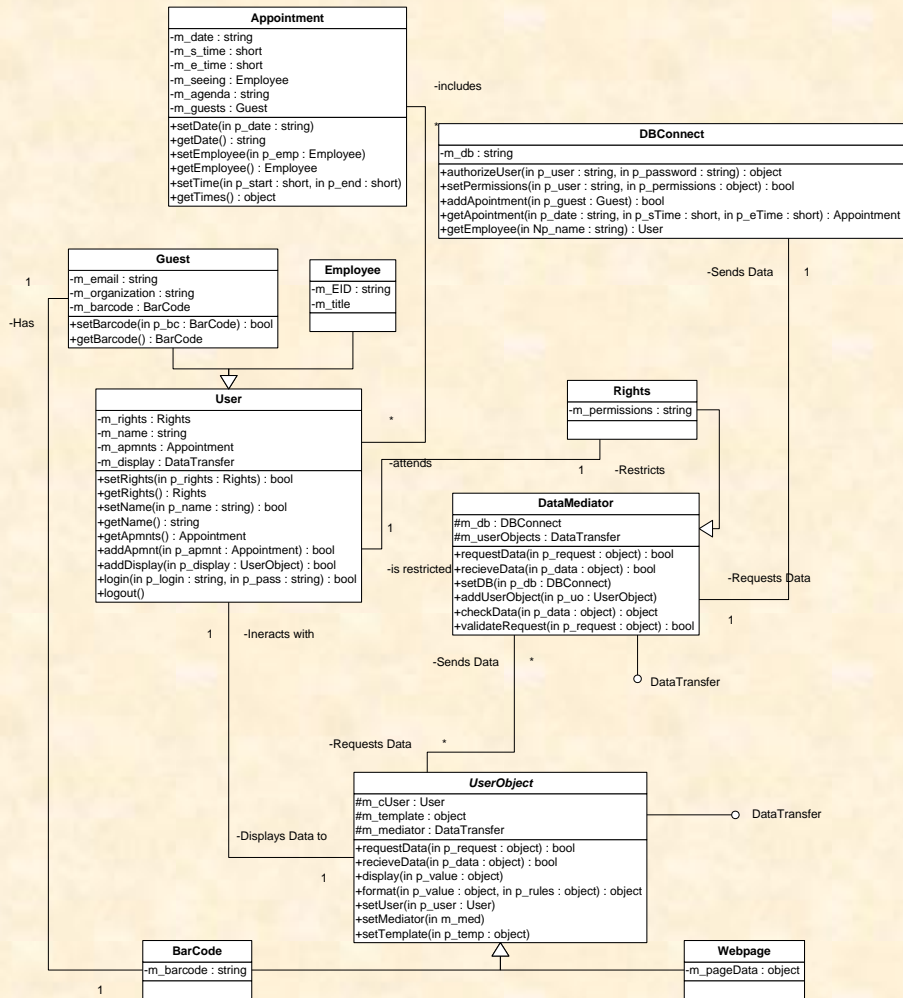 Appointment
-m_date : string
-m_s_time : short
-m_e_time : short
-m_seeing : Employee
-m_agenda : string
-m_guests : Guest
+setDate(in p_date : string)
+getDate() : string
+setEmployee(in p_emp : Employee)
+getEmployee() : Employee
+setTime(in p_start : short, in p_end : short)
+getTimes() : object
-includes
*
DBConnect
-m_db : string
+authorizeUser(in p_user : string, in p_password : string) : object
+setPermissions(in p_user : string, in p_permissions : object) : bool
+addApointment(in p_guest : Guest) : bool
+getApointment(in p_date : string, in p_sTime : short, in p_eTime : short) : Appointment
+getEmployee(in Np_name : string) : User
-Sends Data
1
1
-Has
Guest
-m_email : string
-m_organization : string
-m_barcode : BarCode
+setBarcode(in p_bc : BarCode) : bool
+getBarcode() : BarCode
Employee
-m_EID : string
-m_title
User
-m_rights : Rights
-m_name : string
-m_apmnts : Appointment
-m_display : DataTransfer
+setRights(in p_rights : Rights) : bool
+getRights() : Rights
+setName(in p_name : string) : bool
+getName() : string
+getApmnts() : Appointment
+addApmnt(in p_apmnt : Appointment) : bool
+addDisplay(in p_display : UserObject) : bool
+login(in p_login : string, in p_pass : string) : bool
+logout()
*
-attends
1
-is restricted
Rights
-m_permissions : string
1
-Restricts
DataMediator
#m_db : DBConnect
#m_userObjects : DataTransfer
+requestData(in p_request : object) : bool
+recieveData(in p_data : object) : bool
+setDB(in p_db : DBConnect)
+addUserObject(in p_uo : UserObject)
+checkData(in p_data : object) : object
+validateRequest(in p_request : object) : bool
-Requests Data
1
1
-Ineracts with
-Sends Data
*
DataTransfer
-Requests Data
*
UserObject
#m_cUser : User
#m_template : object
#m_mediator : DataTransfer
+requestData(in p_request : object) : bool
+recieveData(in p_data : object) : bool
+display(in p_value : object)
+format(in p_value : object, in p_rules : object) : object
+setUser(in p_user : User)
+setMediator(in m_med)
+setTemplate(in p_temp : object)
DataTransfer
-Displays Data to
1
BarCode
-m_barcode : string
1
Webpage
-m_pageData : object